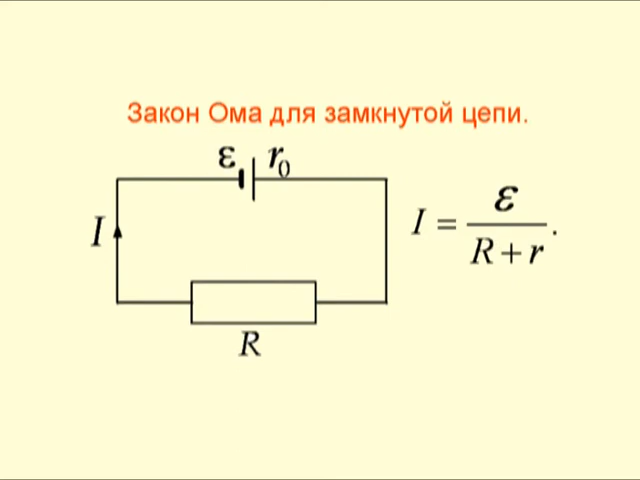 Закон Ома для замкнутой цепи.
ε r₀
I
R
I = ε / (R + r).